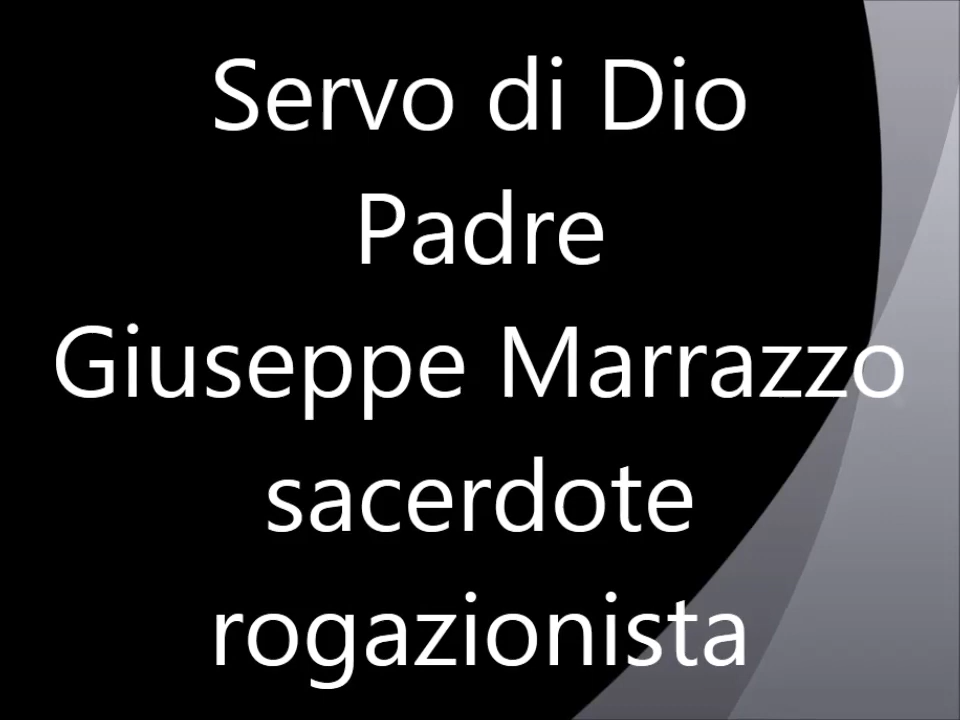 Servo di Dio
Padre
Giuseppe Marrazzo
sacerdote
rogazionista